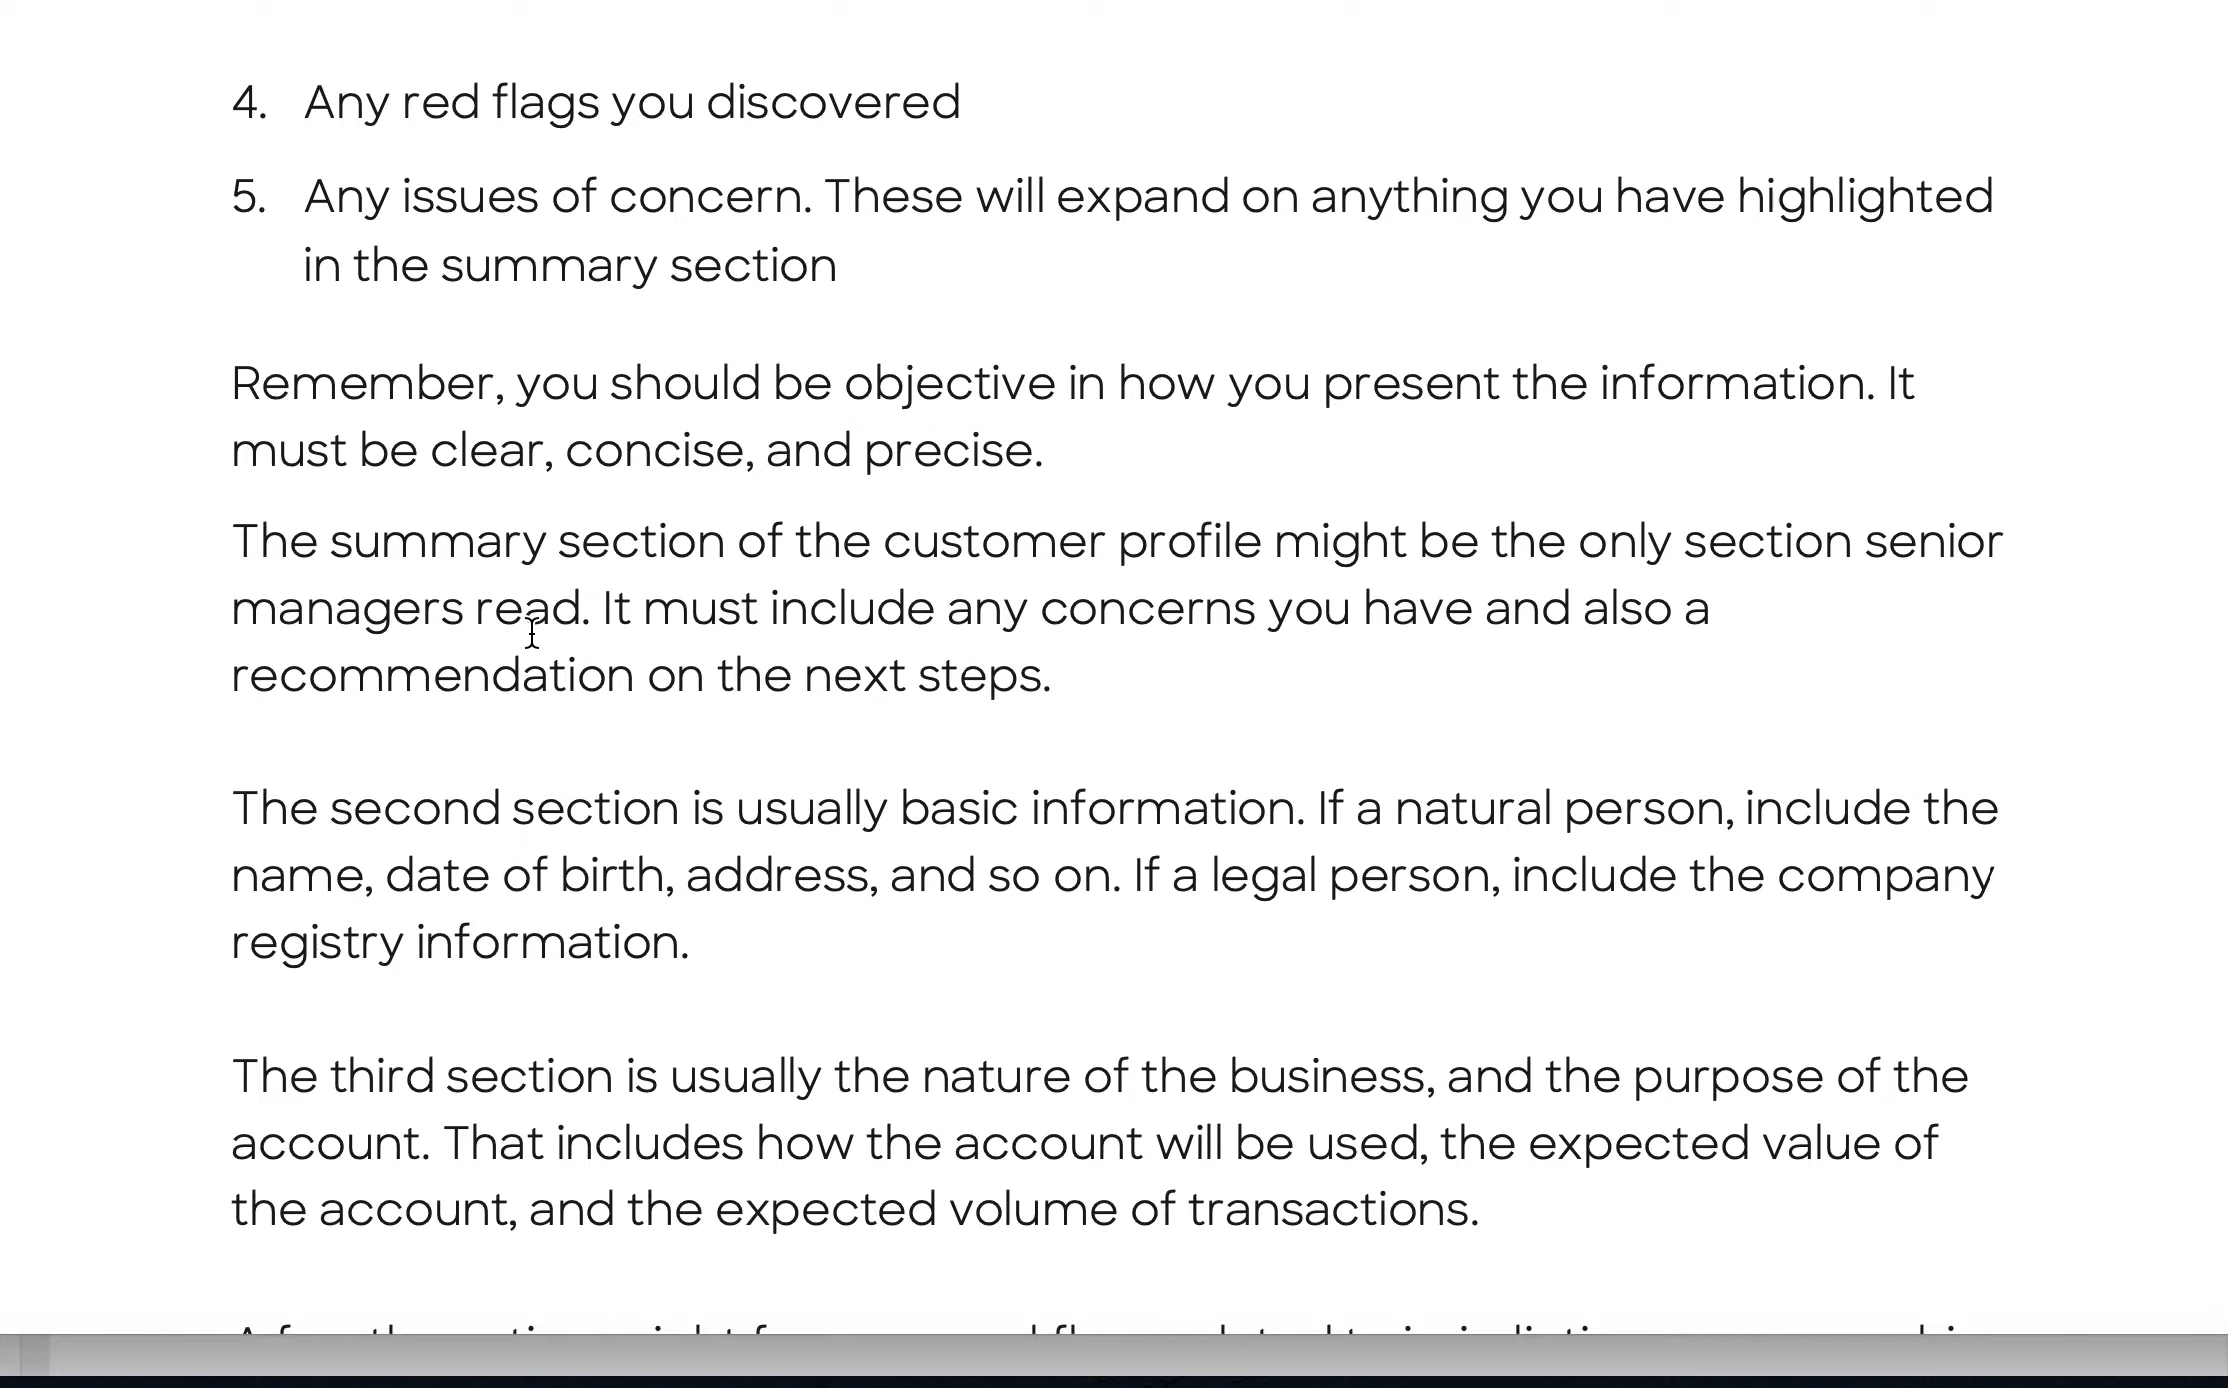 4. Any red flags you discovered
5. Any issues of concern. These will expand on anything you have highlighted
in the summary section
Remember, you should be objective in how you present the information. It
must be clear, concise, and precise.
The summary section of the customer profile might be the only section senior
managers read. It must include any concerns you have and also a
recommendation on the next steps.
The second section is usually basic information. If a natural person, include the
name, date of birth, address, and so on. If a legal person, include the company
registry information.
The third section is usually the nature of the business, and the purpose of the
account. That includes how the account will be used, the expected value of
the account, and the expected volume of transactions.